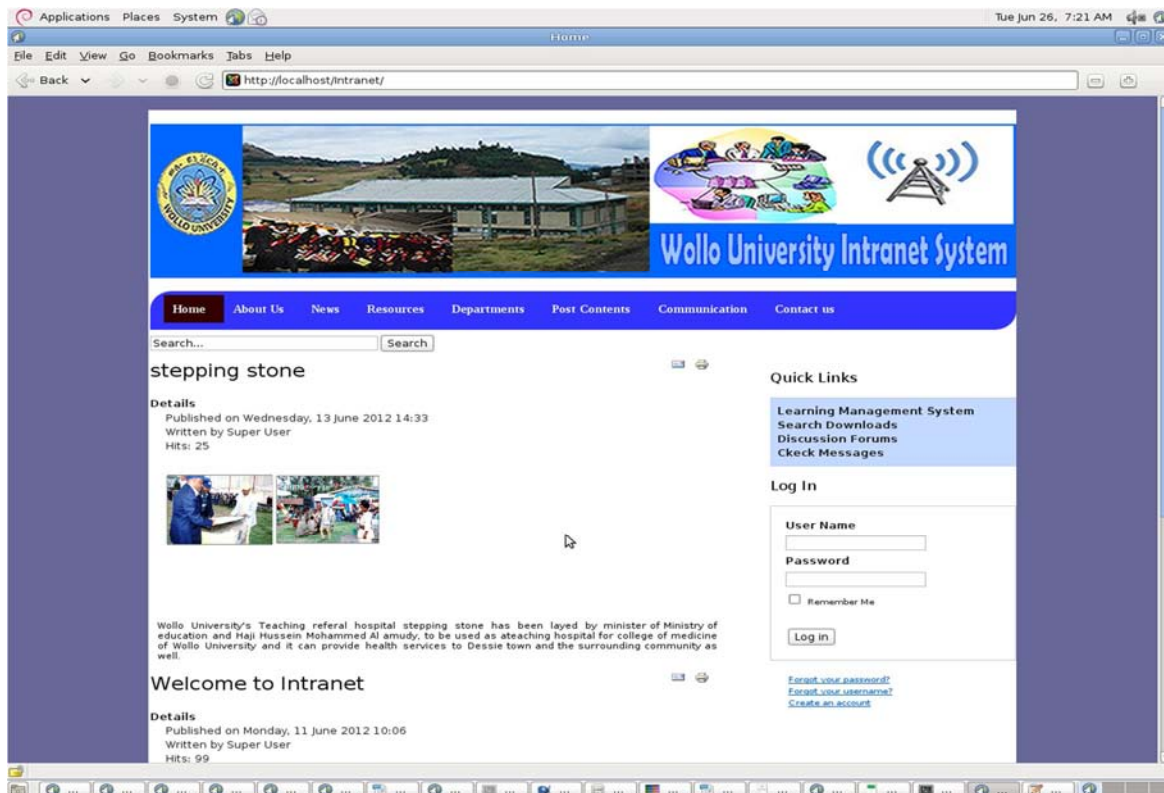 Applications Places System
Tue Jun 26, 7:21 AM
Home
File Edit View Go Bookmarks Tabs Help
Back
http://localhost/Intranet/
WOLLO UNIVERSITY
Wollo University Intranet System
Home About Us News Resources Departments Post Contents Communication Contact us
Search... Search
stepping stone
Details
Published on Wednesday, 13 June 2012 14:33
Written by Super User
Hits: 25
Wollo University's Teaching referal hospital stepping stone has been layed by minister of Ministry of
education and Haji Hussein Mohammed Al amudy, to be used as ateaching hospital for college of medicine
of Wollo University and it can provide health services to Dessie town and the surrounding community as
well.
Welcome to Intranet
Details
Published on Monday, 11 June 2012 10:06
Written by Super User
Hits: 99
Quick Links
Learning Management System
Search Downloads
Discussion Forums
Ckeck Messages
Log In
User Name
Password
Remember Me
Log in
Forgot your password?
Forgot your username?
Create an account